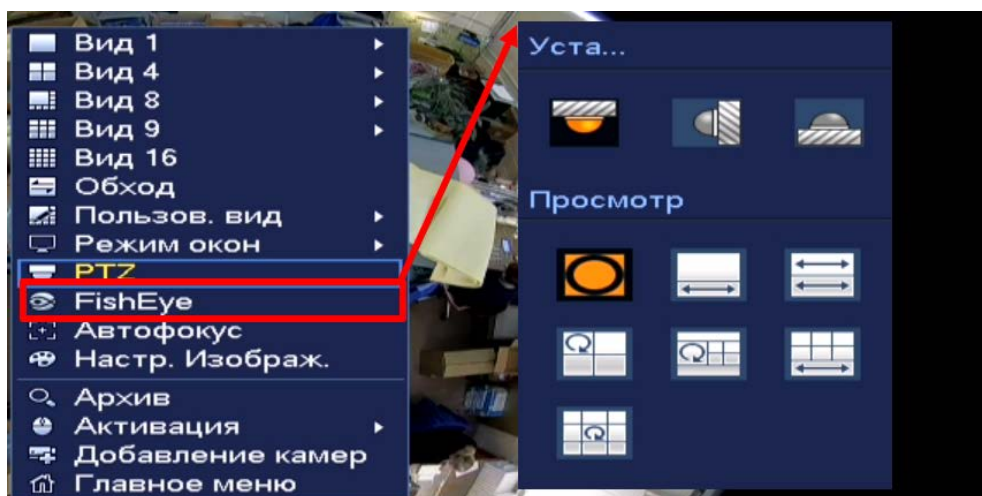 Вид 1
Вид 4
Вид 8
Вид 9
Вид 16
Обход
Пользов. вид
Режим окон
PTZ
FishEye
Автофокус
Настр. Изображ.
Архив
Активация
Добавление камер
Главное меню
Уста...
Просмотр